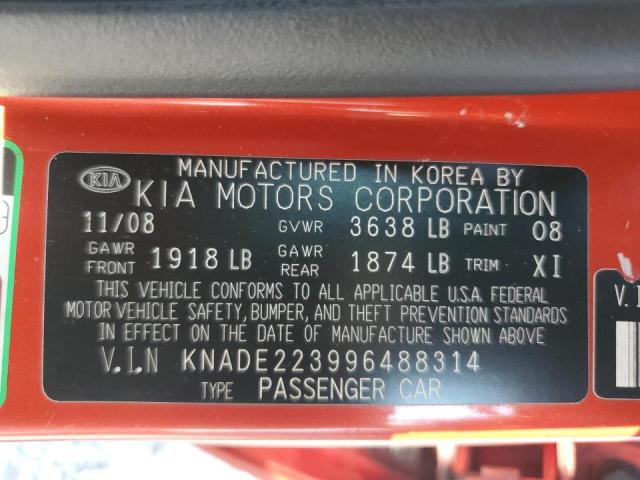 MANUFACTURED IN KOREA BY
KIA KIA MOTORS CORPORATION
11/08 GVWR 3638 LB PAINT 08
GAWR FRONT 1918 LB GAWR REAR 1874 LB TRIM XI
THIS VEHICLE CONFORMS TO ALL APPLICABLE U.S.A. FEDERAL
MOTOR VEHICLE SAFETY, BUMPER, AND THEFT PREVENTION STANDARDS
IN EFFECT ON THE DATE OF MANUFACTURE SHOWN ABOVE
V.I.N KNADE223996488314
TYPE PASSENGER CAR
V.I